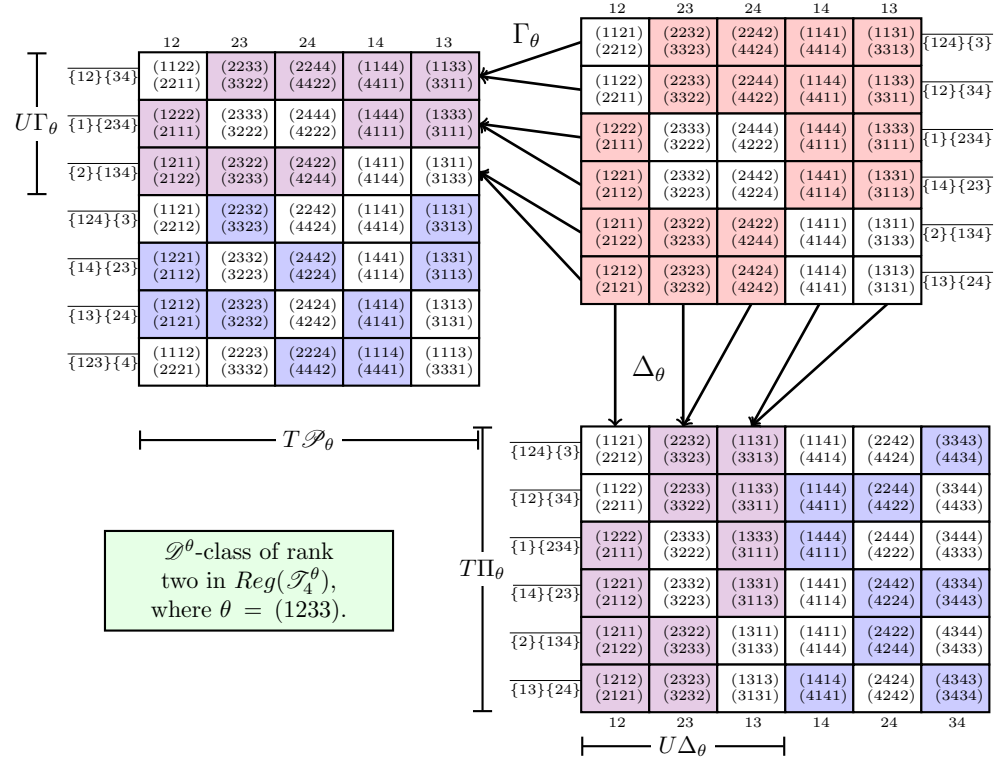 12 23 24 14 13
Γθ
12 23 24 14 13
(1121) (2232) (2242) (1141) (1131)
(2212) (3323) (4424) (4414) (3313)
{124}{3}
(1122) (2233) (2244) (1144) (1133)
(2211) (3322) (4422) (4411) (3311)
{12}{34}
(1222) (2333) (2444) (1444) (1333)
(2111) (3222) (4222) (4111) (3111)
{1}{234}
(1221) (2332) (2442) (1441) (1331)
(2112) (3223) (4224) (4114) (3113)
{14}{23}
(1211) (2322) (2422) (1411) (1311)
(2122) (3233) (4244) (4144) (3133)
{2}{134}
(1212) (2323) (2424) (1414) (1313)
(2121) (3232) (4242) (4141) (3131)
{13}{24}
UΓθ
{12}{34}
(1122) (2233) (2244) (1144) (1133)
(2211) (3322) (4422) (4411) (3311)
{1}{234}
(1222) (2333) (2444) (1444) (1333)
(2111) (3222) (4222) (4111) (3111)
{2}{134}
(1211) (2322) (2422) (1411) (1311)
(2122) (3233) (4244) (4144) (3133)
{124}{3}
(1121) (2232) (2242) (1141) (1131)
(2212) (3323) (4424) (4414) (3313)
{14}{23}
(1221) (2332) (2442) (1441) (1331)
(2112) (3223) (4224) (4114) (3113)
{13}{24}
(1212) (2323) (2424) (1414) (1313)
(2121) (3232) (4242) (4141) (3131)
{123}{4}
(1112) (2223) (2224) (1114) (1113)
(2221) (3332) (4442) (4441) (3331)
Δθ
T𝒫θ
TΠθ
{124}{3}
(1121) (2232) (1131) (1141) (2242) (3343)
(2212) (3323) (3313) (4414) (4424) (4434)
{12}{34}
(1122) (2233) (1133) (1144) (2244) (3344)
(2211) (3322) (3311) (4411) (4422) (4433)
{1}{234}
(1222) (2333) (1333) (1444) (2444) (3444)
(2111) (3222) (3111) (4111) (4222) (4333)
{14}{23}
(1221) (2332) (1331) (1441) (2442) (4334)
(2112) (3223) (3113) (4114) (4224) (3443)
{2}{134}
(1211) (2322) (1311) (1411) (2422) (4344)
(2122) (3233) (3133) (4144) (4244) (3433)
{13}{24}
(1212) (2323) (1313) (1414) (2424) (4343)
(2121) (3232) (3131) (4141) (4242) (3434)
12 23 13 14 24 34
UΔθ
𝒟^θ-class of rank
two in Reg(𝒯_4^θ),
where θ = (1233).